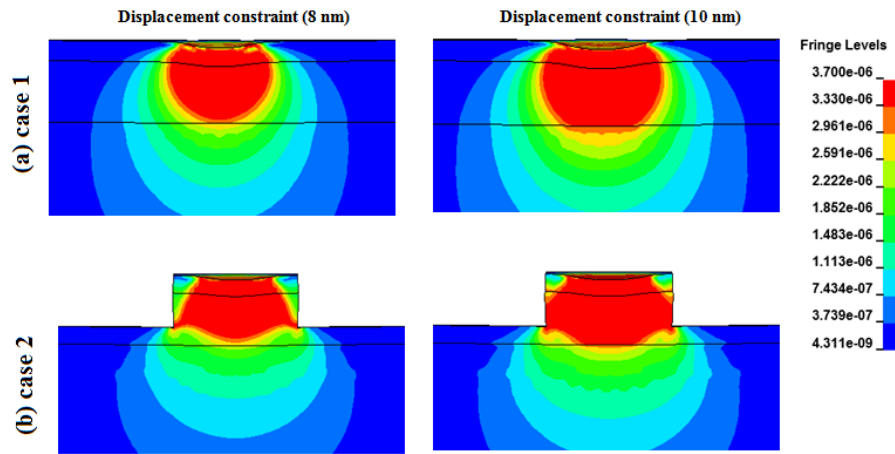 Displacement constraint (8 nm)
Displacement constraint (10 nm)
Fringe Levels
3.700e-06
3.330e-06
2.961e-06
2.591e-06
2.222e-06
1.852e-06
1.483e-06
1.113e-06
7.434e-07
3.739e-07
4.311e-09
(a) case 1
(b) case 2